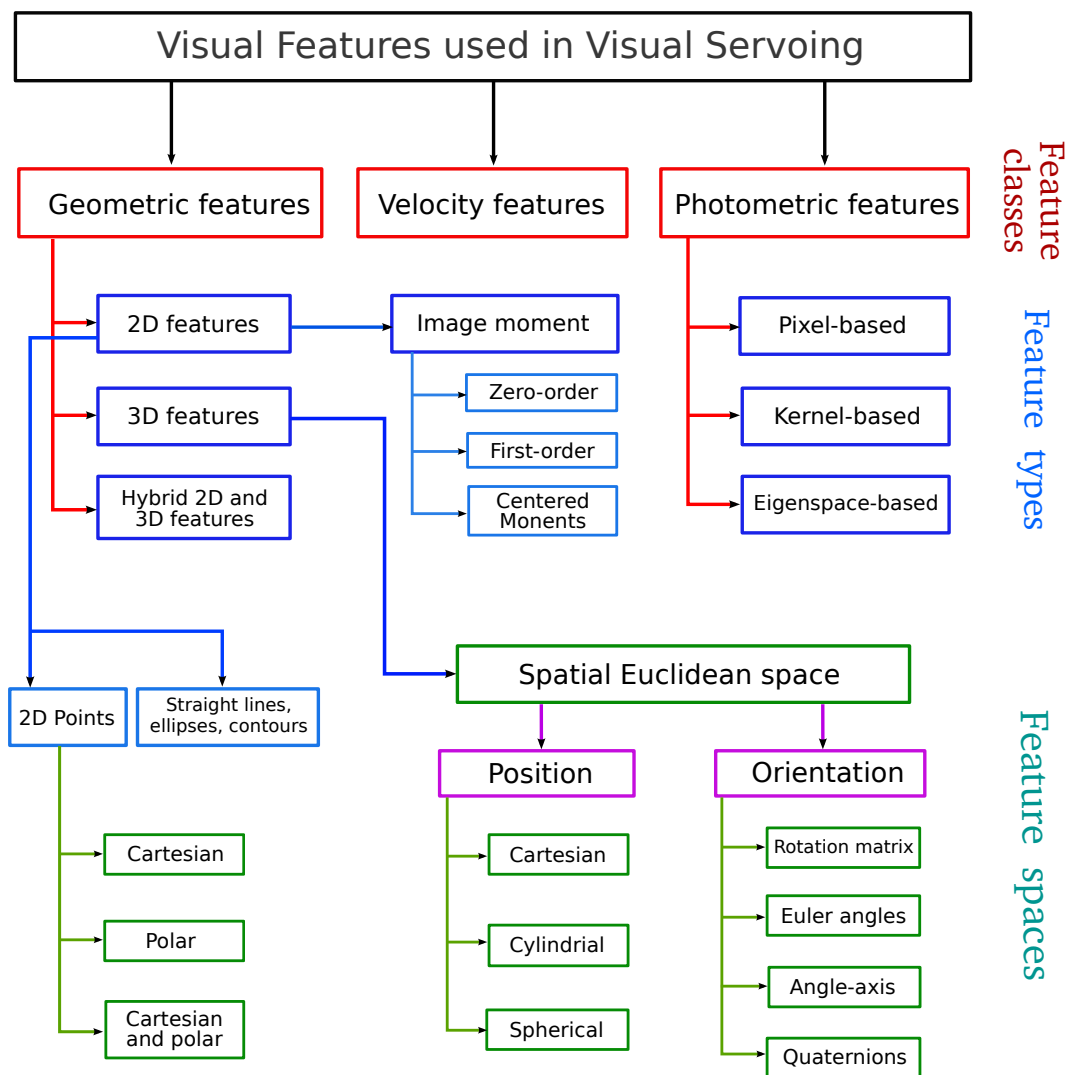 Visual Features used in Visual Servoing
Feature
classes
Geometric features
Velocity features
Photometric features
Feature types
2D features
Image moment
Pixel-based
Zero-order
3D features
Kernel-based
First-order
Hybrid 2D and
3D features
Centered
Monents
Eigenspace-based
Spatial Euclidean space
Feature spaces
2D Points
Straight lines,
ellipses, contours
Position
Orientation
Cartesian
Cartesian
Rotation matrix
Polar
Cylindrial
Euler angles
Cartesian
and polar
Spherical
Angle-axis
Quaternions